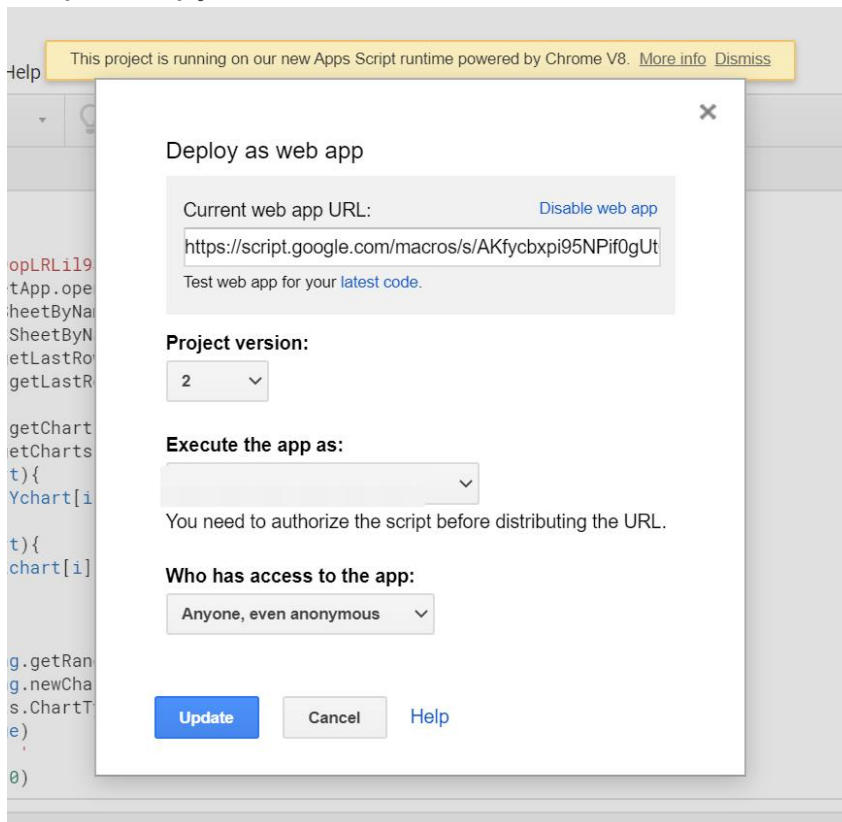 This project is running on our new Apps Script runtime powered by Chrome V8. More info Dismiss
Help
Deploy as web app
Current web app URL: Disable web app
https://script.google.com/macros/s/AKfycbxpi95NPif0gUt
Test web app for your latest code.
Project version:
2
Execute the app as:
You need to authorize the script before distributing the URL.
Who has access to the app:
Anyone, even anonymous
Update Cancel Help
opLRLil9
tApp.ope
heetByNa
SheetByN
etLastRo
getLastR
getChart
etCharts
t){
Ychart[i
t){
chart[i]
g.getRan
g.newCha
s.ChartT
e)
'
0)